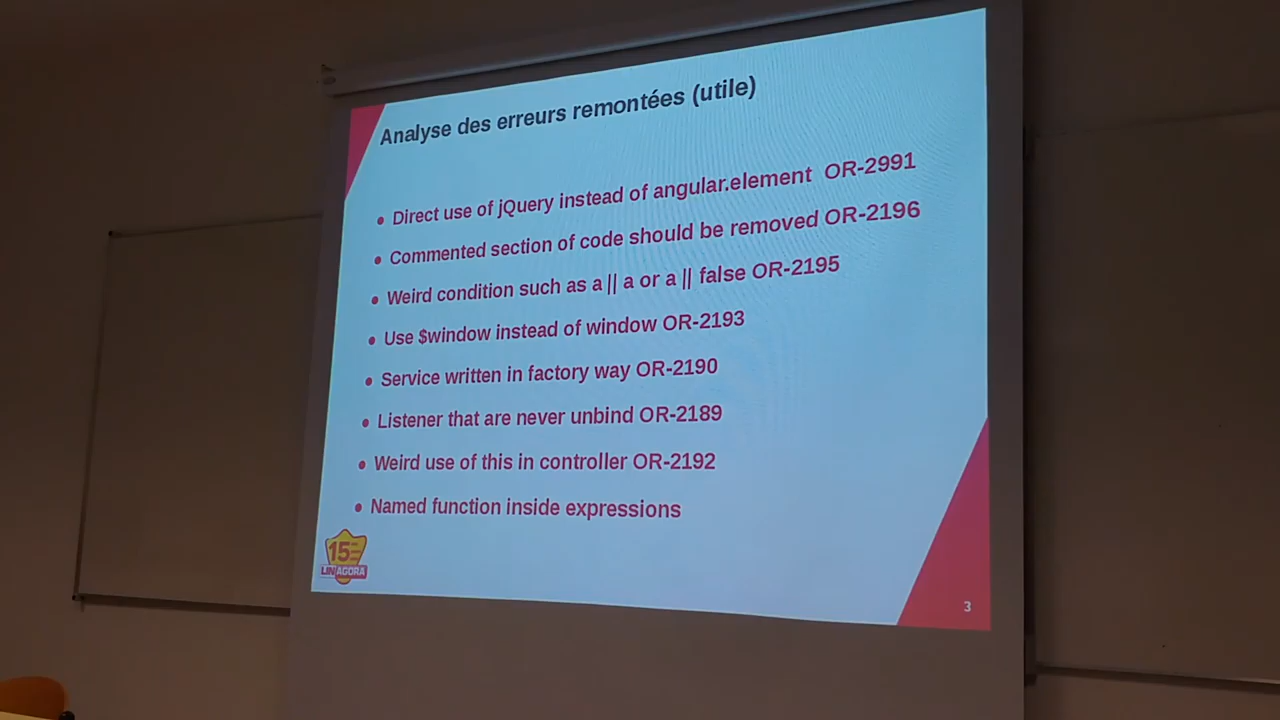 Analyse des erreurs remontées (utile)
• Direct use of jQuery instead of angular.element OR-2991
• Commented section of code should be removed OR-2196
• Weird condition such as a || a or a || false OR-2195
• Use $window instead of window OR-2193
• Service written in factory way OR-2190
• Listener that are never unbind OR-2189
• Weird use of this in controller OR-2192
• Named function inside expressions
15
LINAGORA
3